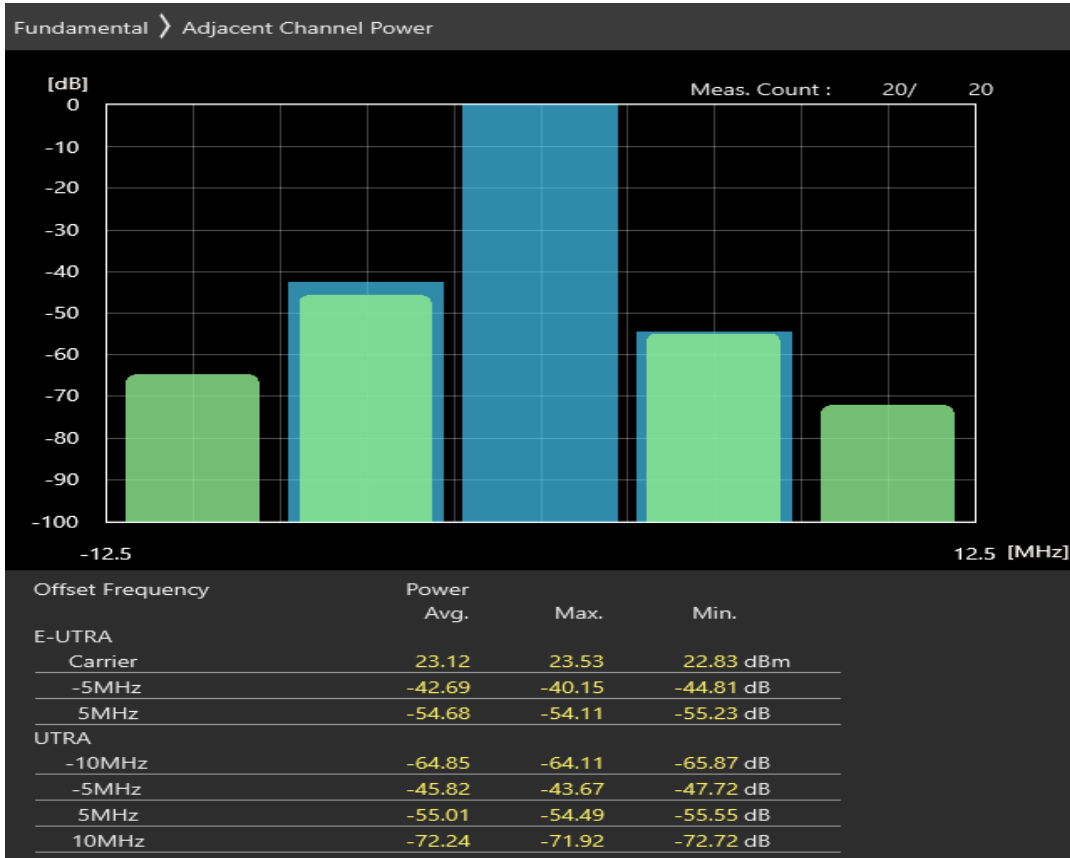 Fundamental ❯ Adjacent Channel Power
[dB]
Meas. Count : 20/ 20
0
-10
-20
-30
-40
-50
-60
-70
-80
-90
-100
-12.5 12.5 [MHz]
Offset Frequency Power
Avg. Max. Min.
E-UTRA
Carrier 23.12 23.53 22.83 dBm
-5MHz -42.69 -40.15 -44.81 dB
5MHz -54.68 -54.11 -55.23 dB
UTRA
-10MHz -64.85 -64.11 -65.87 dB
-5MHz -45.82 -43.67 -47.72 dB
5MHz -55.01 -54.49 -55.55 dB
10MHz -72.24 -71.92 -72.72 dB